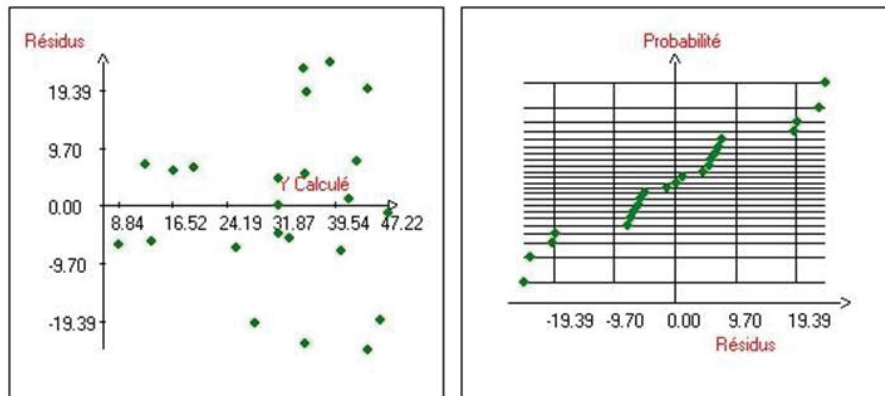 Résidus
19.39
9.70
Y Calculé
0.00
8.84 16.52 24.19 31.87 39.54 47.22
-9.70
-19.39
Probabilité
-19.39 -9.70 0.00 9.70 19.39
Résidus